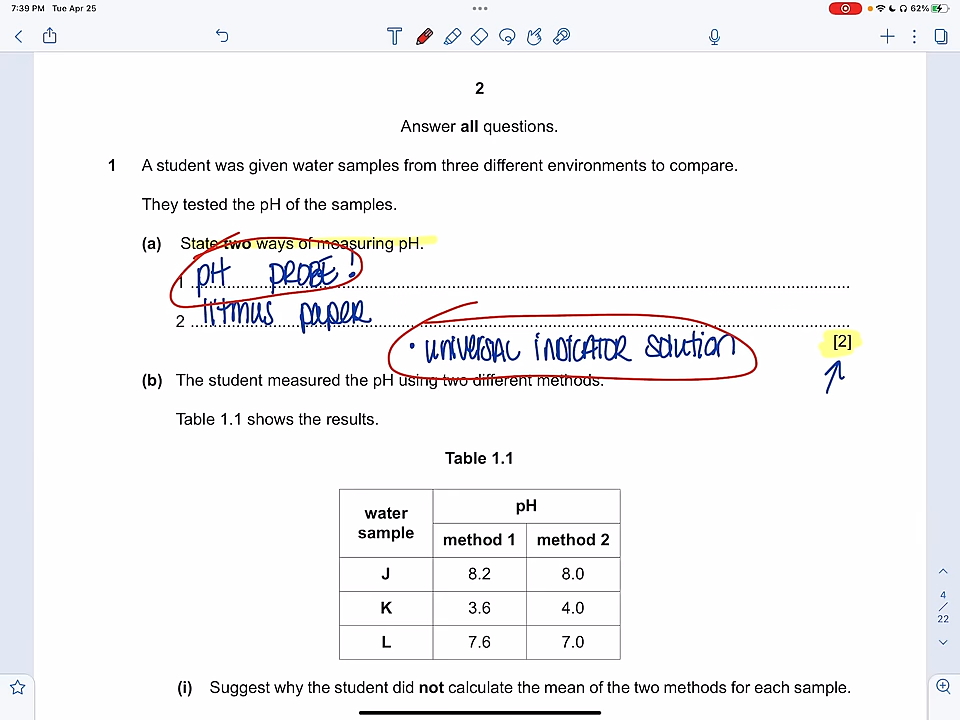 7:39 PM Tue Apr 25
62%
T
2
Answer all questions.
1 A student was given water samples from three different environments to compare.
They tested the pH of the samples.
(a) State two ways of measuring pH.
1 pH PROBE!
2 litmus paper
• UNIVERSAL INDICATOR Solution
[2]
(b) The student measured the pH using two different methods.
Table 1.1 shows the results.
Table 1.1
water sample pH
method 1 method 2
J 8.2 8.0
K 3.6 4.0
L 7.6 7.0
(i) Suggest why the student did not calculate the mean of the two methods for each sample.
4
/
22